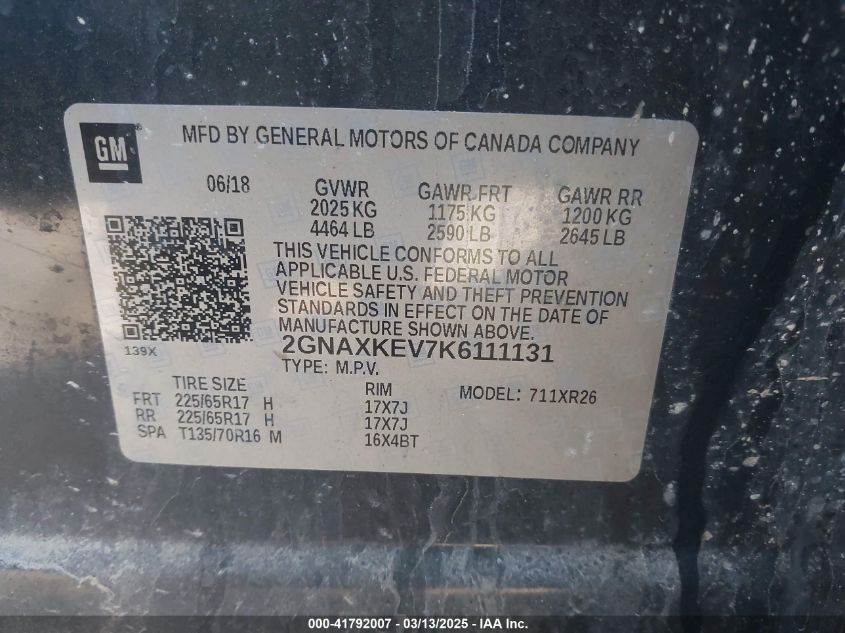 GM
MFD BY GENERAL MOTORS OF CANADA COMPANY
06/18 GVWR GAWR FRT GAWR RR
2025 KG 1175 KG 1200 KG
4464 LB 2590 LB 2645 LB
THIS VEHICLE CONFORMS TO ALL
APPLICABLE U.S. FEDERAL MOTOR
VEHICLE SAFETY AND THEFT PREVENTION
STANDARDS IN EFFECT ON THE DATE OF
MANUFACTURE SHOWN ABOVE.
139X 2GNAXKEV7K6111131
TYPE: M.P.V.
TIRE SIZE RIM MODEL: 711XR26
FRT 225/65R17 H 17X7J
RR 225/65R17 H 17X7J
SPA T135/70R16 M 16X4BT
000-41792007 / 03/13/2025 - IAA Inc.